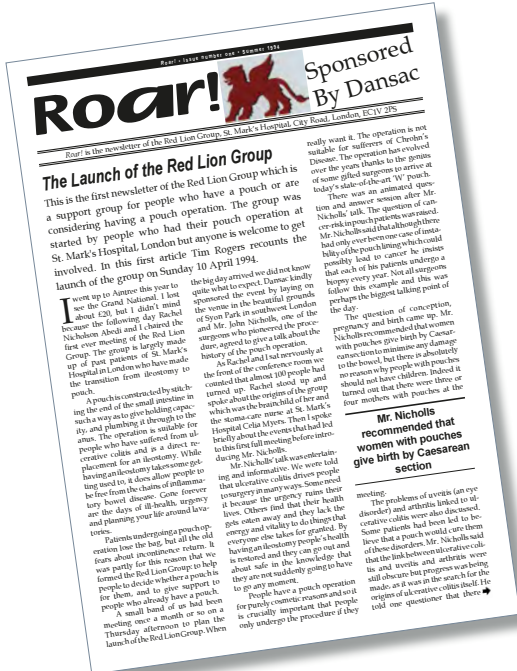 Roar! • Issue number one • Summer 1994
Roar!
Sponsored
By Dansac
Roar! is the newsletter of the Red Lion Group, St. Mark's Hospital, City Road, London, EC1V 2PS
The Launch of the Red Lion Group
This is the first newsletter of the Red Lion Group which is
a support group for people who have a Pouch or are
considering having a pouch operation. The group was
started by people who had their pouch operation at
St. Mark's Hospital, London but anyone is welcome to get
involved. In this first article Tim Rogers recounts the
launch of the group on Sunday 10 April 1994.
I went up to Aintree this year to
see the Grand National. I lost
about £20, but I didn't mind
because the following day Rachel
Nicholson Abedi and I chaired the
first ever meeting of the Red Lion
Group. The group is largely made
up of past patients of St. Mark's
Hospital in London who have made
the transition from ileostomy to
pouch.
A pouch is constructed by stitch-
ing the end of the small intestine in
such a way as to give holding capac-
ity, and plumbing it through to the
anus. The operation is suitable for
people who have suffered from ul-
cerative colitis and is a direct re-
placement for an ileostomy. While
having an ileostomy takes some get-
ting used to, it does allow people to
be free from the chains of inflamma-
tory bowel disease. Gone forever
are the days of ill-health, urgency
and planning your life around lava-
tories.
Patients undergoing a pouch op-
eration lose the bag, but all the old
fears about incontinence return. It
was partly for this reason that we
formed the Red Lion Group: to help
people to decide whether a pouch is
for them, and to give support to
people who already have a pouch.
A small band of us had been
meeting once a month or so on a
Thursday afternoon to plan the
launch of the Red Lion Group. When
the big day arrived we did not know
quite what to expect. Dansac kindly
sponsored the event by laying on
the venue in the beautiful grounds
of Syon Park in southwest London
and Mr. John Nicholls, one of the
surgeons who pioneered the proce-
dure, agreed to give a talk about the
history of the pouch operation.
As Rachel and I sat nervously at
the front of the conference room we
counted that almost 100 people had
turned up. Rachel stood up and
spoke about the origins of the group
which was the brainchild of her and
the stoma-care nurse at St. Mark's
Hospital Celia Myers. Then I spoke
briefly about the events that had led
to this first full meeting before intro-
ducing Mr. Nicholls.
Mr. Nicholls' talk was entertain-
ing and informative. We were told
that ulcerative colitis drives people
to surgery in many ways. Some need
it because the urgency ruins their
lives. Others find that their health
gets eaten away and they lack the
energy and vitality to do things that
everyone else takes for granted. By
having an ileostomy people's health
is restored and they can go out and
about safe in the knowledge that
they are not suddenly going to have
to go any moment.
People have a pouch operation
for purely cosmetic reasons and so it
is crucially important that people
only undergo the procedure if they
really want it. The operation is not
suitable for sufferers of Chrohn's
Disease. The operation has evolved
over the years thanks to the genius
of some gifted surgeons to arrive at
today's state-of-the-art 'W' Pouch.
There was an animated ques-
tion and answer session after Mr.
Nicholls' talk. The question of can-
cer-risk in pouch patients was raised.
Mr. Nicholls said that although there
had only ever been one case of insta-
bility of the pouch lining which could
possibly lead to cancer he insists
that each of his patients undergo a
biopsy every year. Not all surgeons
follow this example and this was
perhaps the biggest talking point of
the day.
The question of conception,
pregnancy and birth came up. Mr.
Nicholls recommended that women
with pouches give birth by Caesar-
ean section to minimise any damage
to the bowel, but there is absolutely
no reason why people with pouches
should not have children. Indeed it
turned out that there were three or
four mothers with pouches at the
Mr. Nicholls
recommended that
women with pouches
give birth by Caesarean
section
meeting.
The problems of uveitis (an eye
disorder) and arthritis linked to ul-
cerative colitis were also discussed.
Some patients had been led to be-
lieve that a pouch would cure them
of these disorders. Mr. Nicholls said
that the link between ulcerative coli-
tis and uveitis and arthritis were
still obscure but progress was being
made, as it was in the search for the
origins of ulcerative colitis itself. He
told one questioner that there